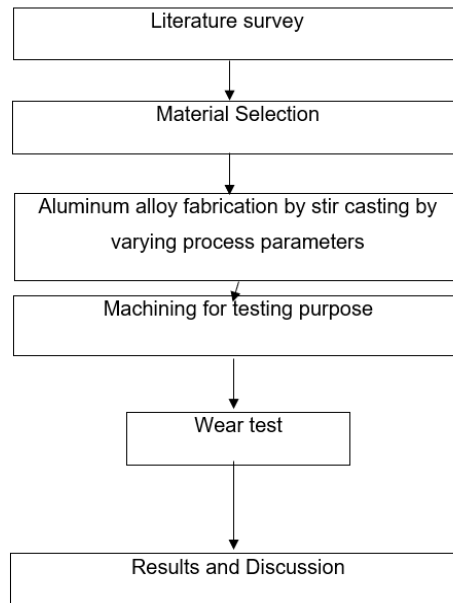 Literature survey
Material Selection
Aluminum alloy fabrication by stir casting by
varying process parameters
Machining for testing purpose
Wear test
Results and Discussion